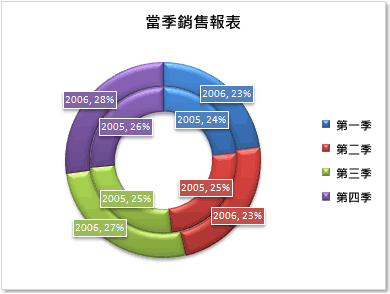 當季銷售報表
2006, 28%
2006, 23%
2005, 26%
2005, 24%
2005, 25%
2005, 25%
2006, 27%
2006, 23%
第一季
第二季
第三季
第四季